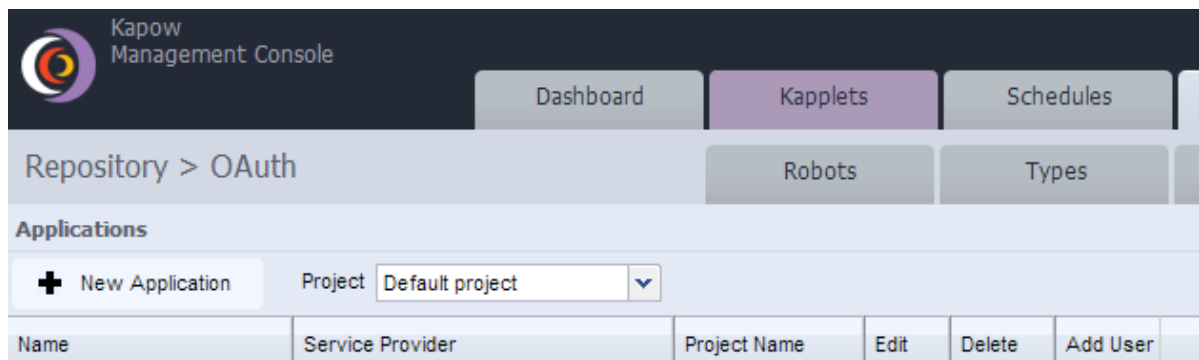 Kapow
Management Console
Dashboard Kapplets Schedules
Repository > OAuth Robots Types
Applications
New Application Project Default project
Name Service Provider Project Name Edit Delete Add User